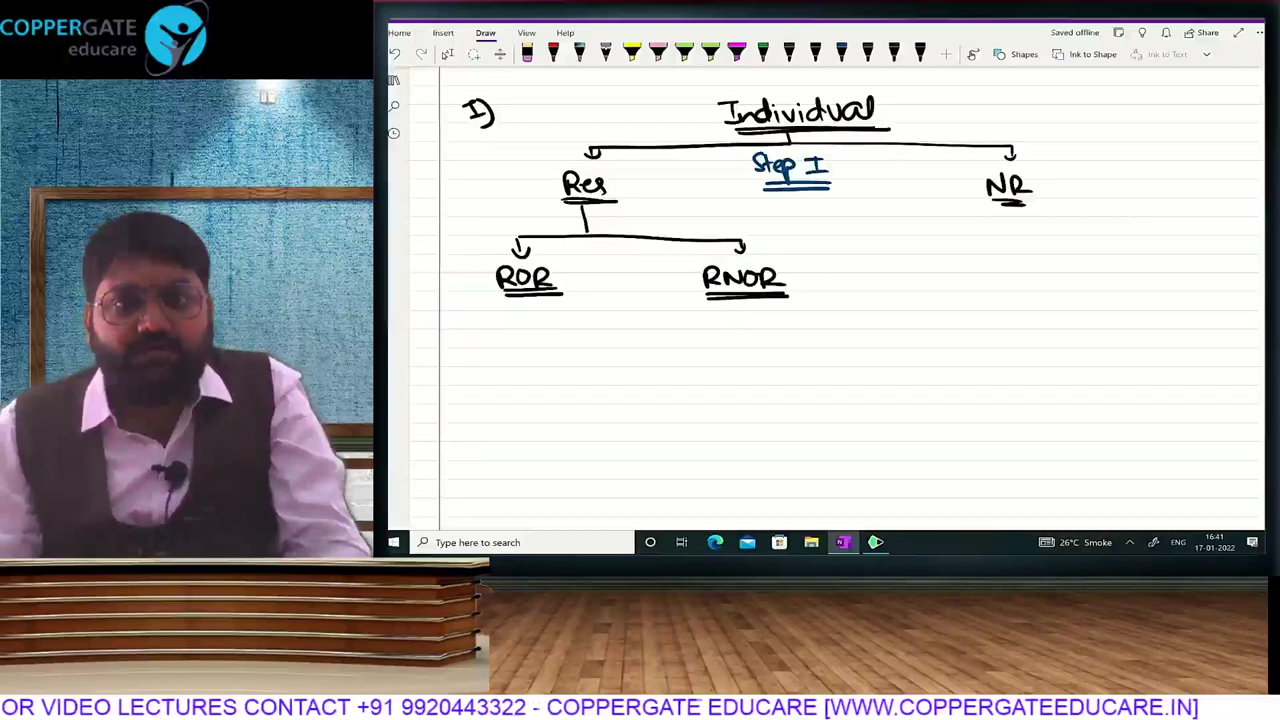 COPPERGATE
educare
Home Insert Draw View Help
Saved offline
Share
Shapes
Ink to Shape
Ink to Text
I) Individual
Step I
Res NR
ROR RNOR
Type here to search
26°C Smoke
ENG
16:41
17-01-2022
OR VIDEO LECTURES CONTACT +91 9920443322 - COPPERGATE EDUCARE [WWW.COPPERGATEEDUCARE.IN]